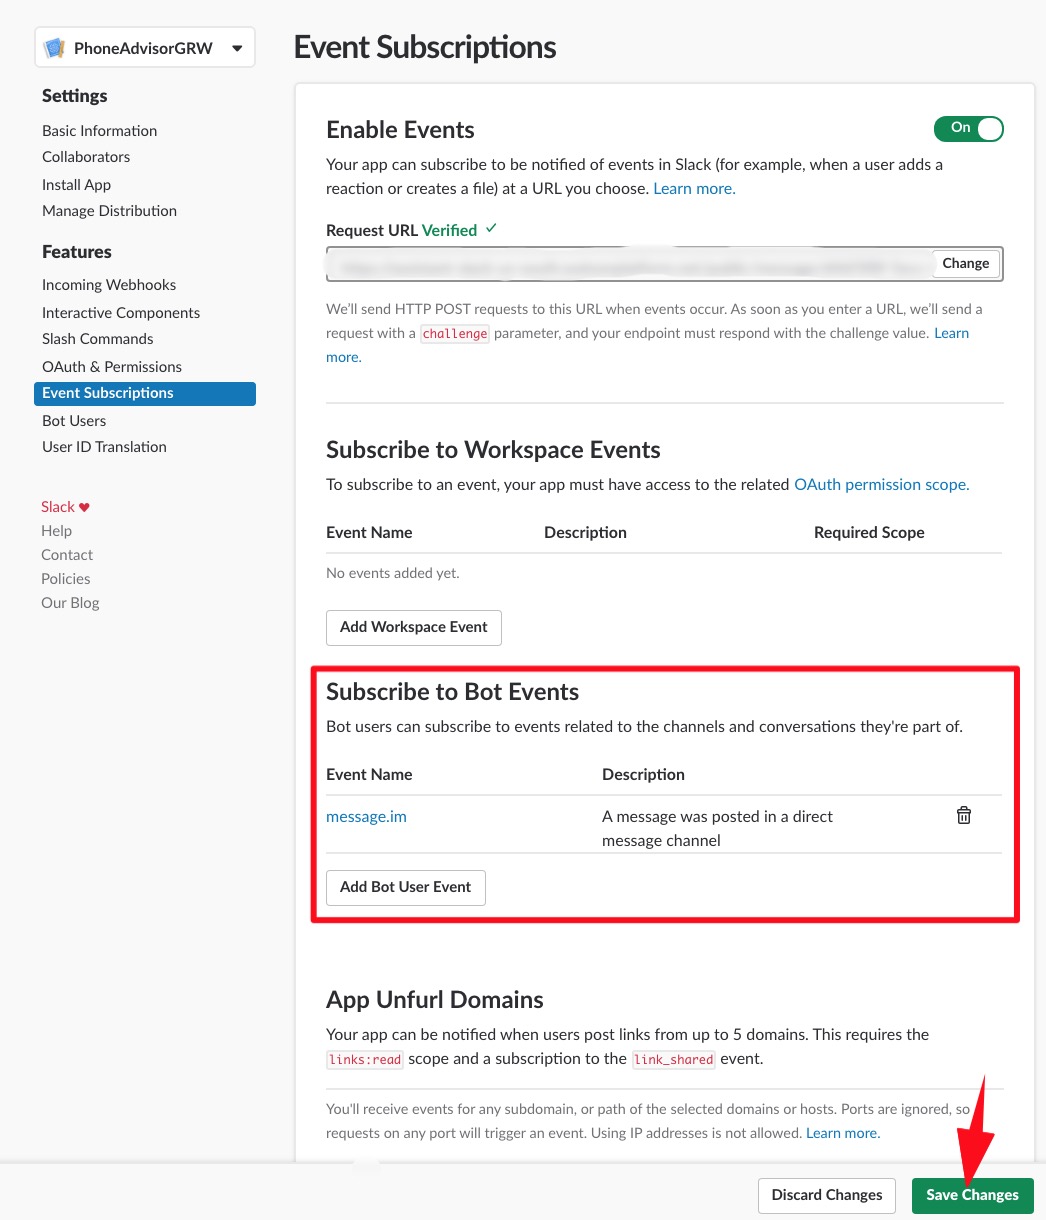 PhoneAdvisorGRW
Settings
Basic Information
Collaborators
Install App
Manage Distribution
Features
Incoming Webhooks
Interactive Components
Slash Commands
OAuth & Permissions
Event Subscriptions
Bot Users
User ID Translation
Slack
Help
Contact
Policies
Our Blog
Event Subscriptions
Enable Events
On
Your app can subscribe to be notified of events in Slack (for example, when a user adds a
reaction or creates a file) at a URL you choose. Learn more.
Request URL Verified ✓
Change
We'll send HTTP POST requests to this URL when events occur. As soon as you enter a URL, we'll send a
request with a challenge parameter, and your endpoint must respond with the challenge value. Learn
more.
Subscribe to Workspace Events
To subscribe to an event, your app must have access to the related OAuth permission scope.
Event Name Description Required Scope
No events added yet.
Add Workspace Event
Subscribe to Bot Events
Bot users can subscribe to events related to the channels and conversations they're part of.
Event Name Description
message.im A message was posted in a direct
message channel
Add Bot User Event
App Unfurl Domains
Your app can be notified when users post links from up to 5 domains. This requires the
links:read scope and a subscription to the link_shared event.
You'll receive events for any subdomain, or path of the selected domains or hosts. Ports are ignored, so
requests on any port will trigger an event. Using IP addresses is not allowed. Learn more.
Discard Changes Save Changes